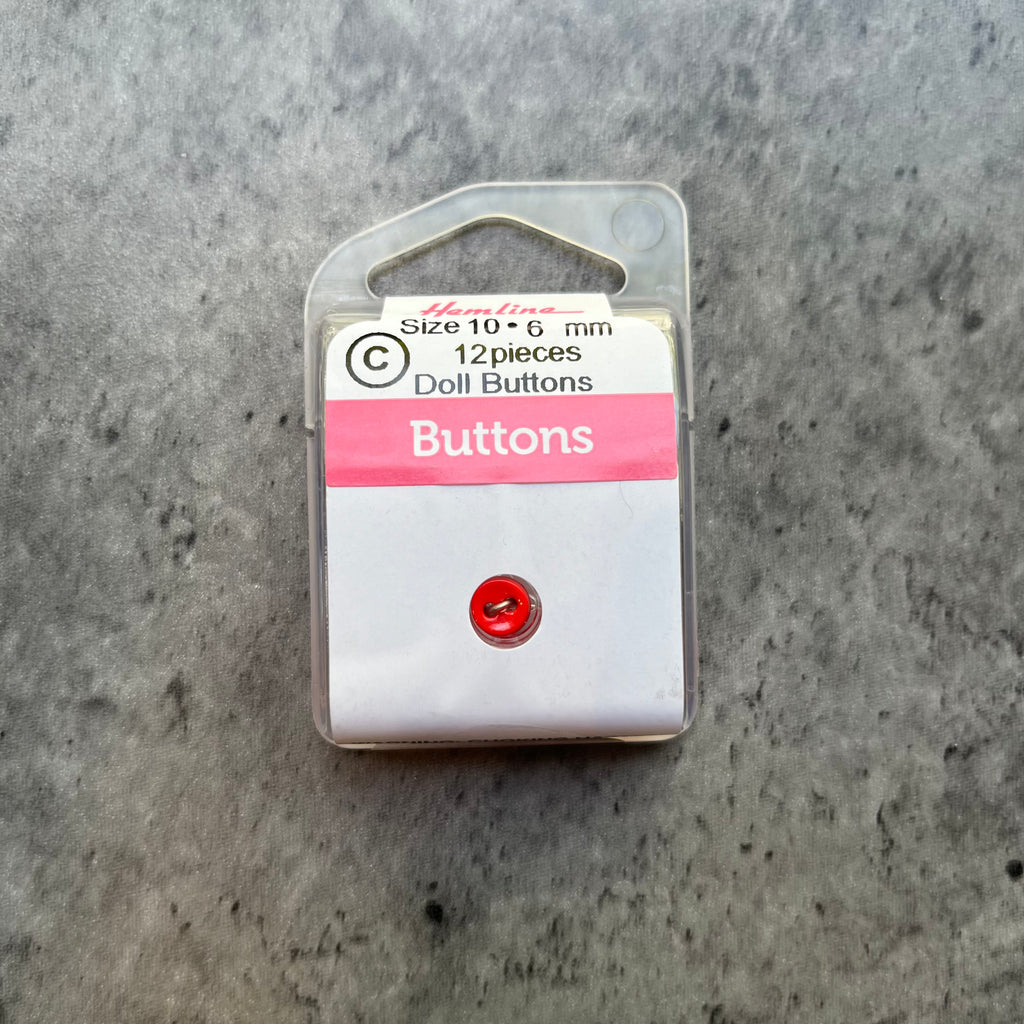 Hemline
Size 10 • 6 mm
C
12pieces
Doll Buttons
Buttons